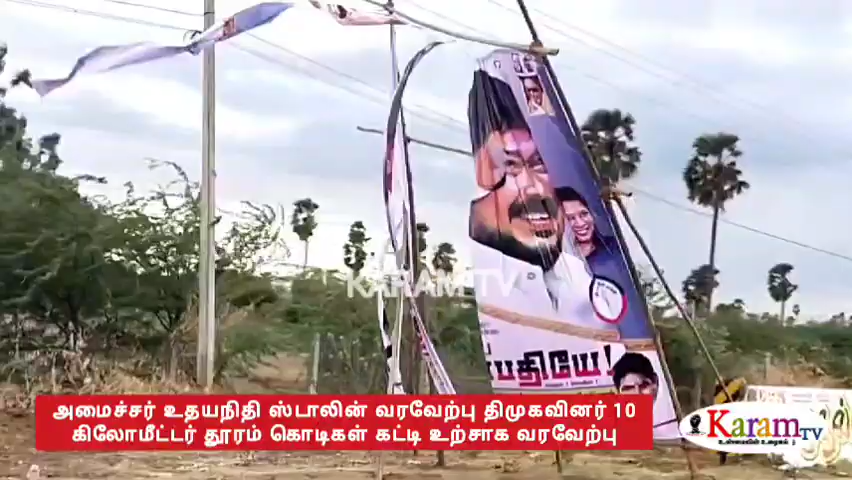 KARAM TV
பதியே!
அமைச்சர் உதயநிதி ஸ்டாலின் வரவேற்பு திமுகவினர் 10
கிலோமீட்டர் தூரம் கொடிகள் கட்டி உற்சாக வரவேற்பு
Karam TV